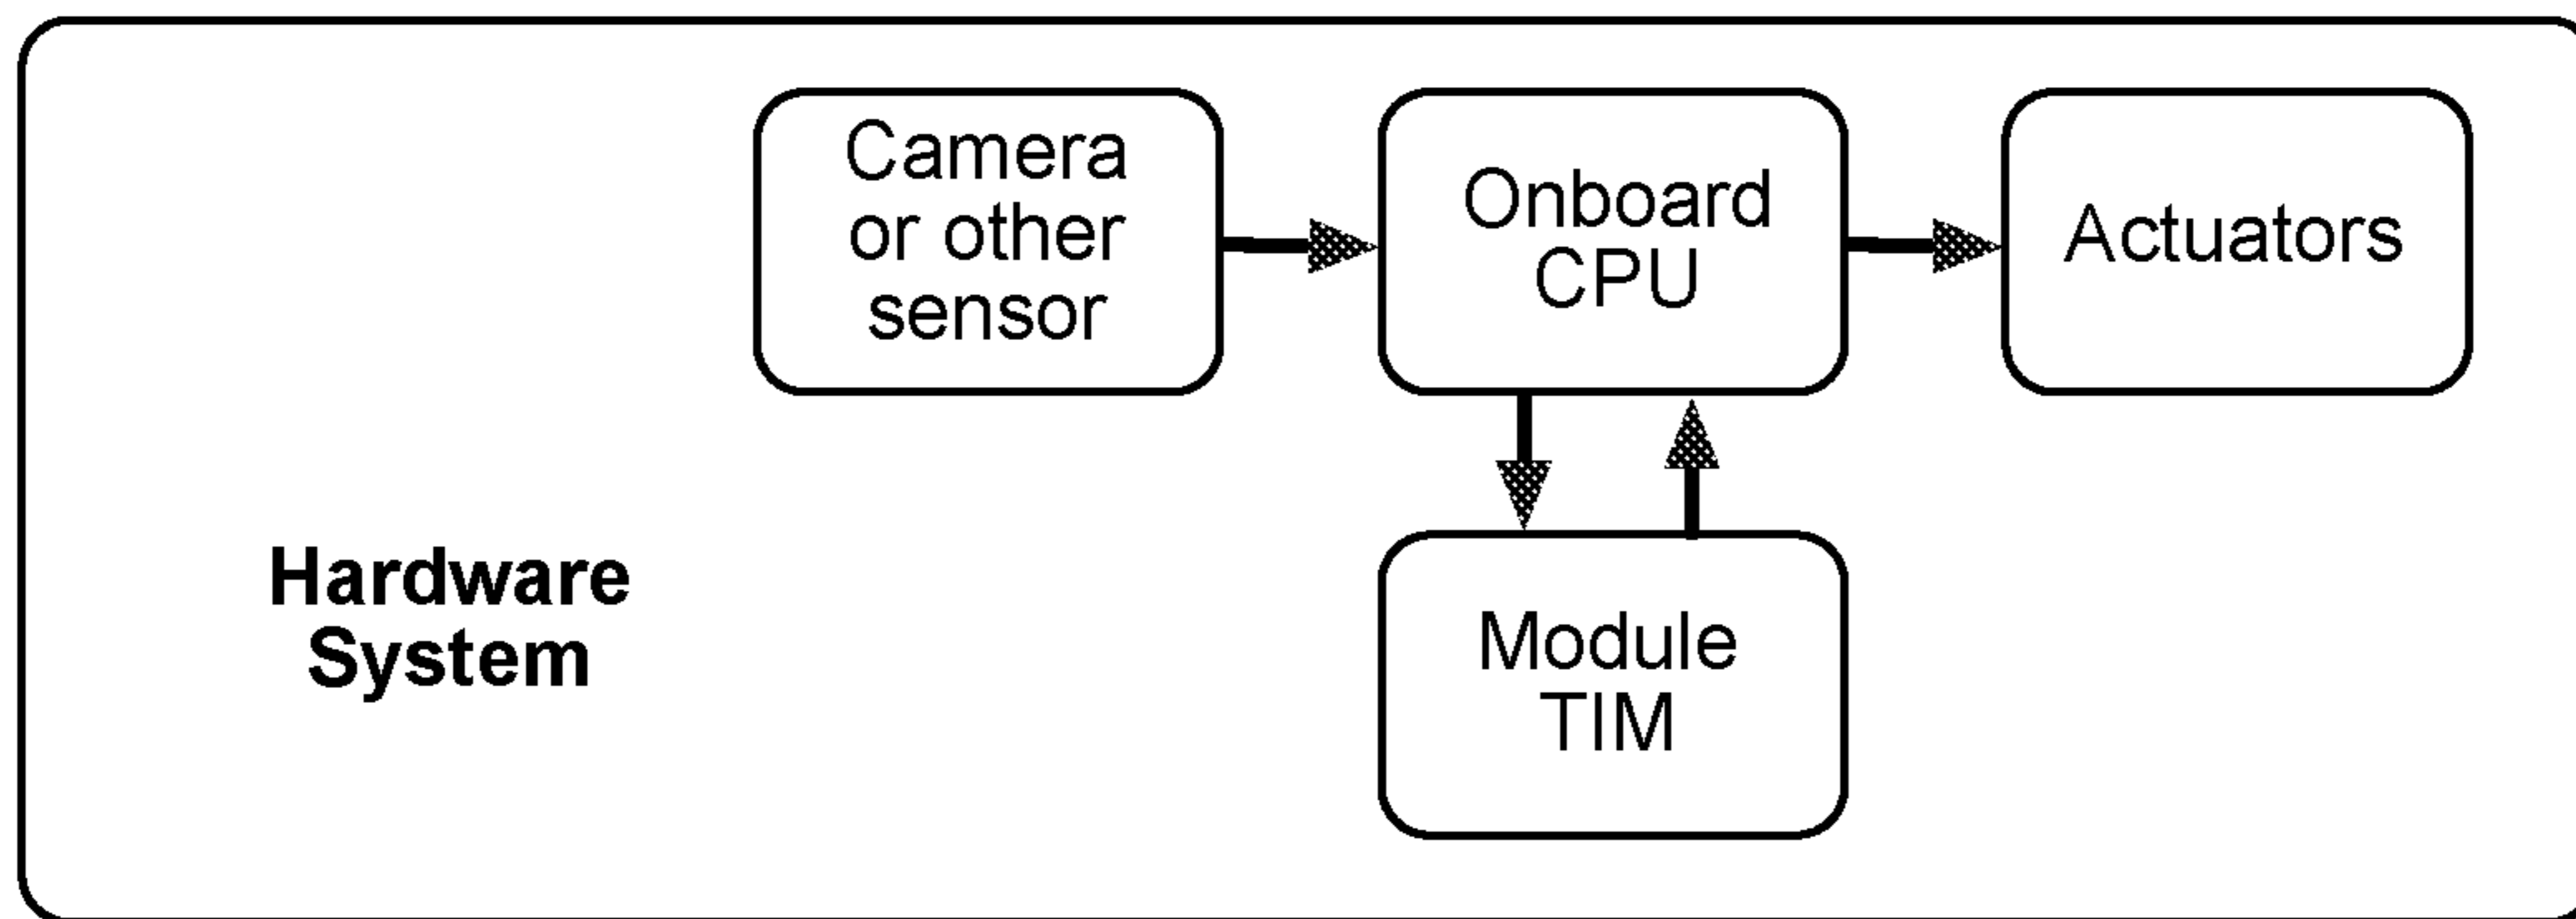 Camera
or other
sensor
Onboard
CPU
Actuators
Hardware
System
Module
TIM